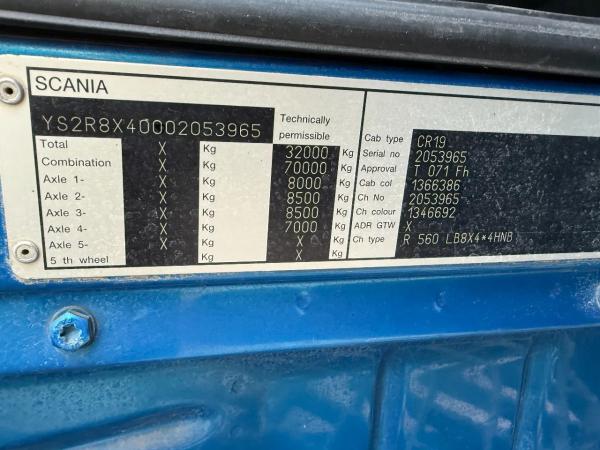 SCANIA
YS2R8X40002053965
Technically
permissible
Total X Kg 32000 Kg
Combination X Kg 70000 Kg
Axle 1- X Kg 8000 Kg
Axle 2- X Kg 8500 Kg
Axle 3- X Kg 8500 Kg
Axle 4- X Kg 7000 Kg
Axle 5- X Kg X Kg
5 th wheel X Kg X Kg
Cab type CR19
Serial no 2053965
Approval T 071 Fh
Cab col 1366386
Ch No 2053965
Ch colour 1346692
ADR GTW X
Ch type R 560 LB8X4*4HNB